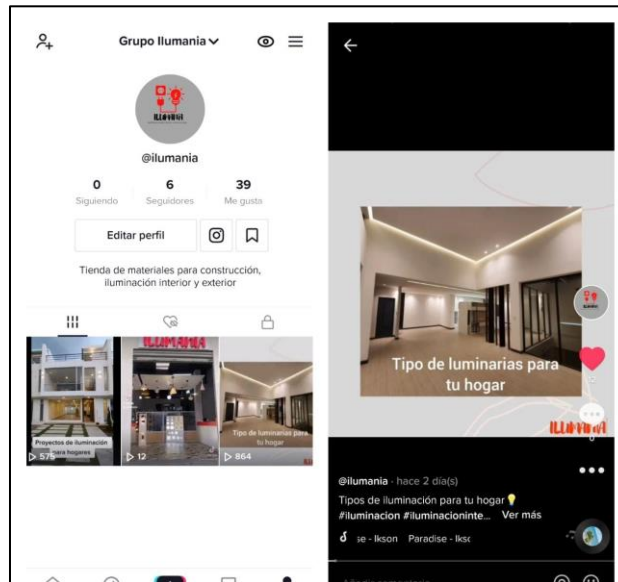 Grupo Ilumania
ILUMANIA
@ilumania
0 6 39
Siguiendo Seguidores Me gusta
Editar perfil
Tienda de materiales para construcción,
iluminación interior y exterior
Proyectos de iluminación
para hogares
575
ILUMANIA
12
Tipo de luminarias para
tu hogar
864
Tipo de luminarias para
tu hogar
ILUMANIA
@ilumania · hace 2 día(s)
Tipos de iluminación para tu hogar
#iluminacion #iluminacioninte... Ver más
se - Ikson Paradise - Iksc